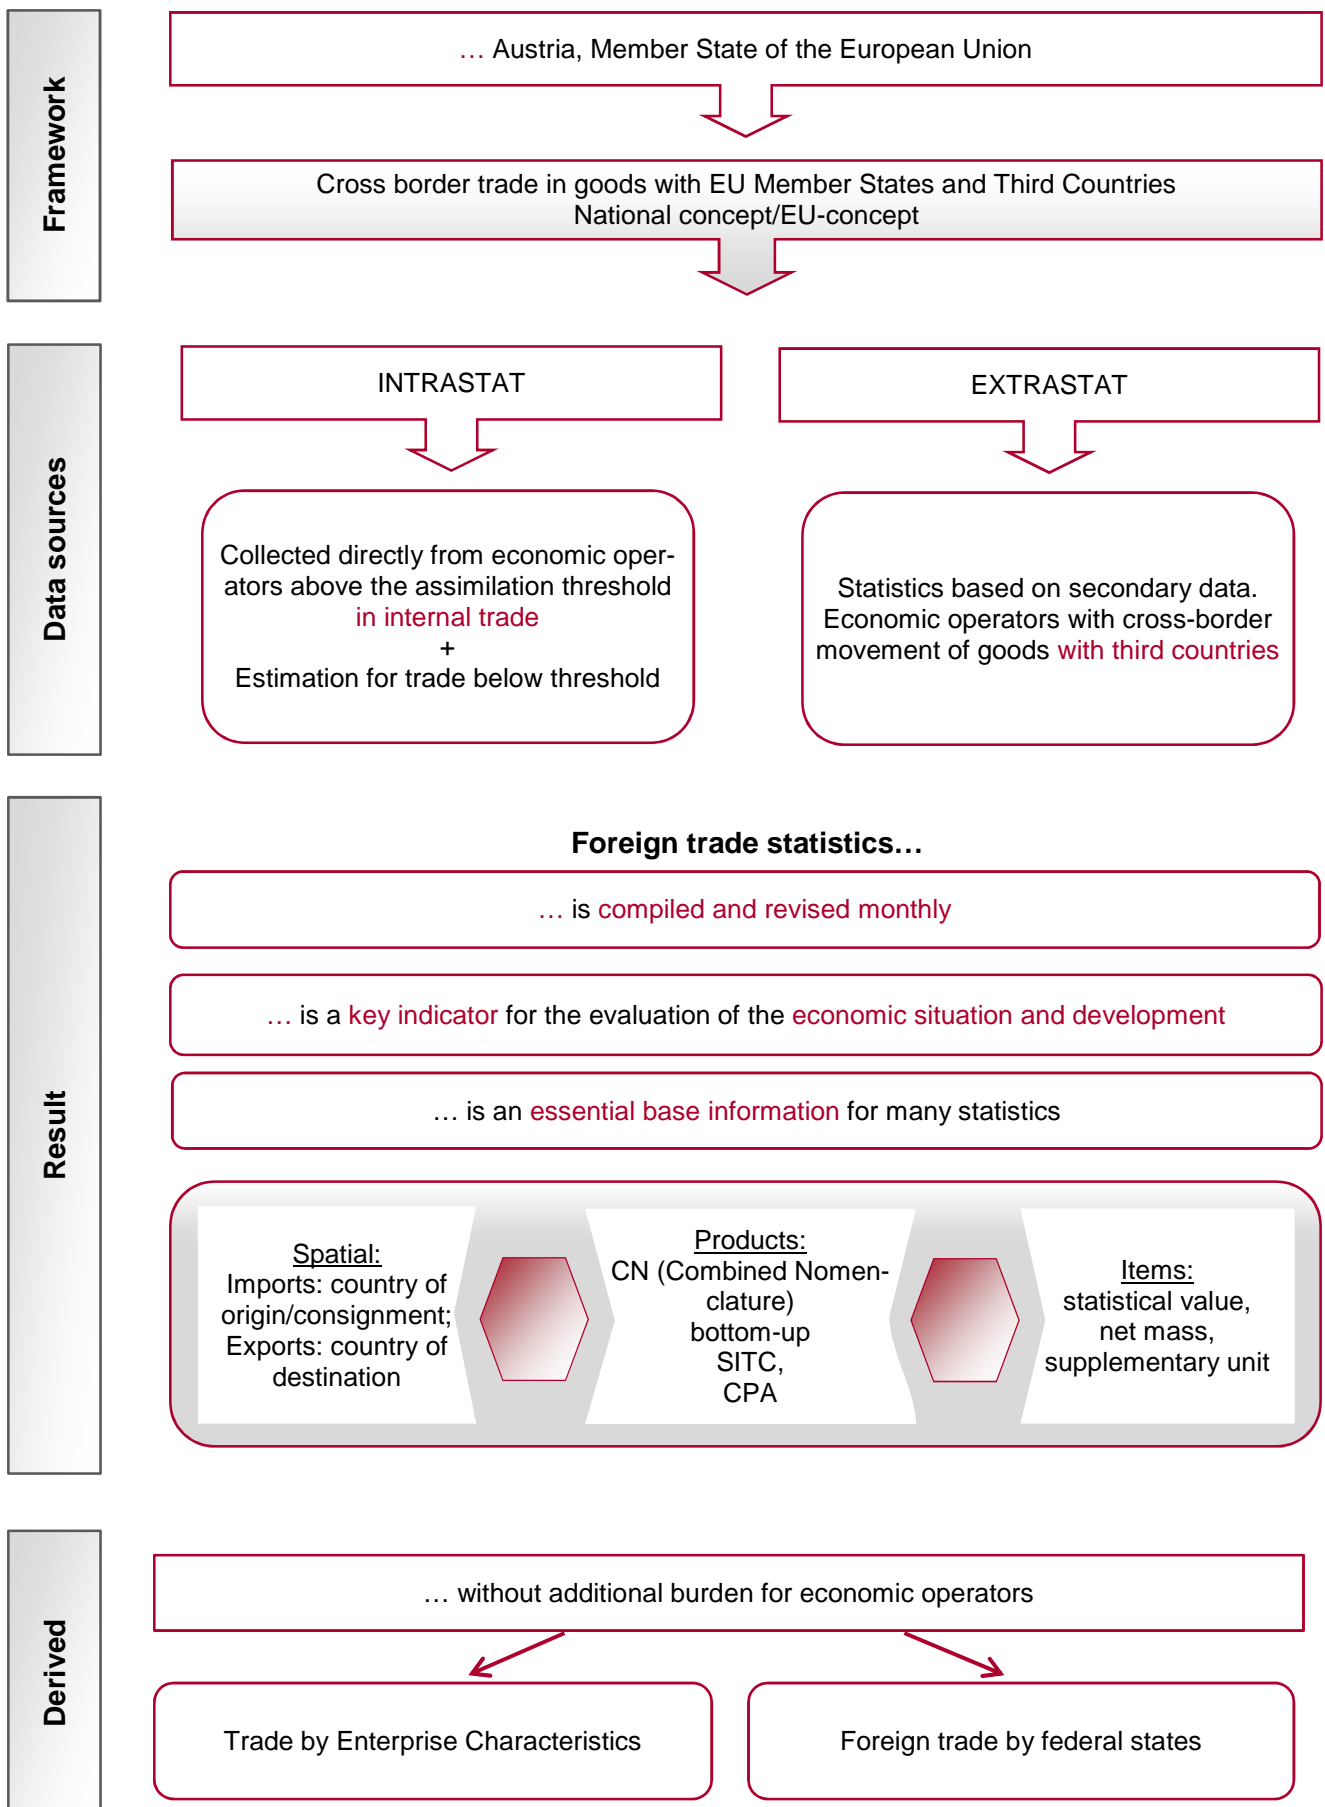 Framework
… Austria, Member State of the European Union
Cross border trade in goods with EU Member States and Third Countries
National concept/EU-concept
Data sources
INTRASTAT
Collected directly from economic oper-
ators above the assimilation threshold
in internal trade
+
Estimation for trade below threshold
EXTRASTAT
Statistics based on secondary data.
Economic operators with cross-border
movement of goods with third countries
Result
Foreign trade statistics…
… is compiled and revised monthly
… is a key indicator for the evaluation of the economic situation and development
… is an essential base information for many statistics
Spatial:
Imports: country of
origin/consignment;
Exports: country of
destination
Products:
CN (Combined Nomen-
clature)
bottom-up
SITC,
CPA
Items:
statistical value,
net mass,
supplementary unit
Derived
… without additional burden for economic operators
Trade by Enterprise Characteristics
Foreign trade by federal states